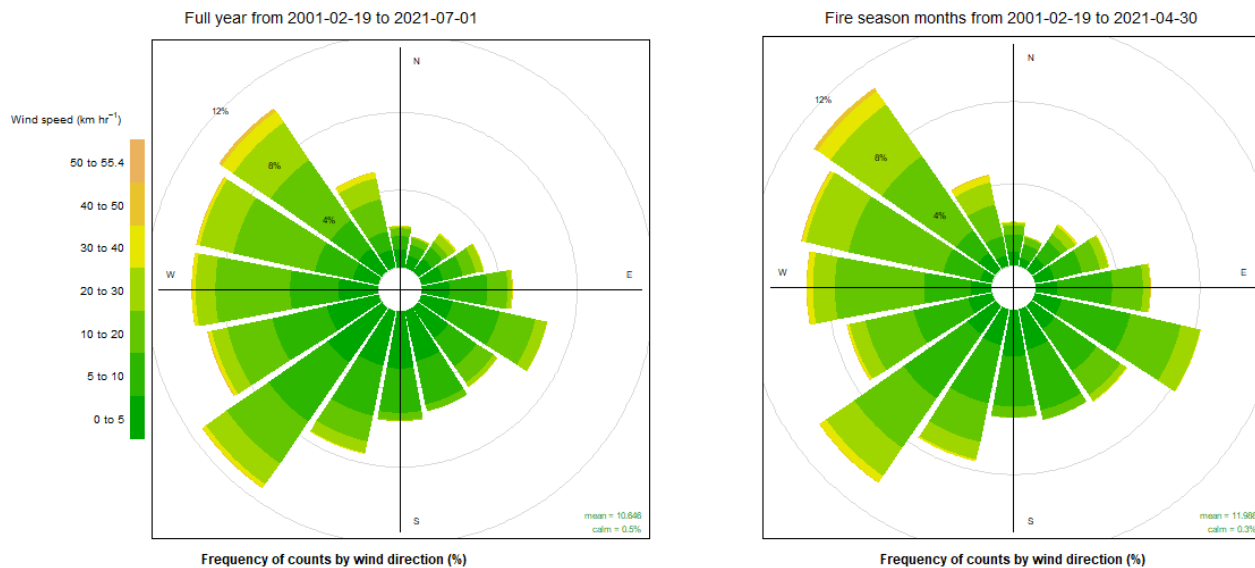 Full year from 2001-02-19 to 2021-07-01
N
12%
8%
4%
W
E
S
mean = 10.646
calm = 0.5%
Frequency of counts by wind direction (%)
Wind speed (km hr⁻¹)
50 to 55.4
40 to 50
30 to 40
20 to 30
10 to 20
5 to 10
0 to 5
Fire season months from 2001-02-19 to 2021-04-30
N
12%
8%
4%
W
E
S
mean = 11.988
calm = 0.3%
Frequency of counts by wind direction (%)